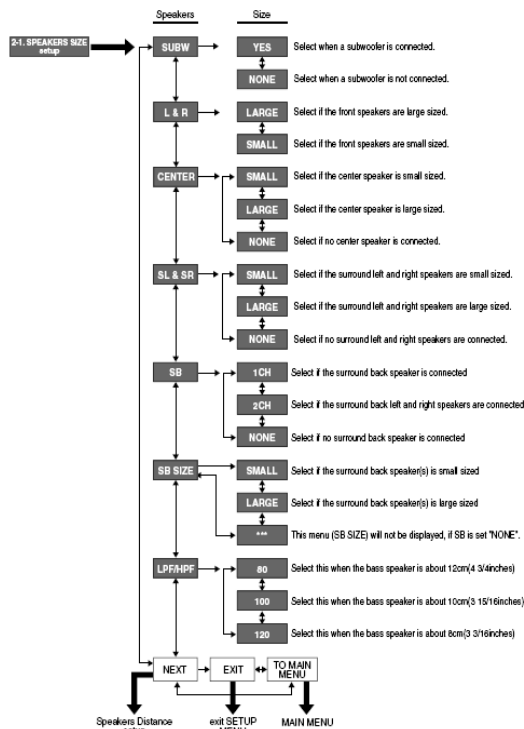 Speakers Size
2-1. SPEAKERS SIZE
setup
SUBW YES Select when a subwoofer is connected.
NONE Select when a subwoofer is not connected.
L & R LARGE Select if the front speakers are large sized.
SMALL Select if the front speakers are small sized.
CENTER SMALL Select if the center speaker is small sized.
LARGE Select if the center speaker is large sized.
NONE Select if no center speaker is connected.
SL & SR SMALL Select if the surround left and right speakers are small sized.
LARGE Select if the surround left and right speakers are large sized.
NONE Select if no surround left and right speakers are connected.
SB 1CH Select if the surround back speaker is connected
2CH Select if the surround back left and right speakers are connected
NONE Select if no surround back speaker is connected
SB SIZE SMALL Select if the surround back speaker(s) is small sized
LARGE Select if the surround back speaker(s) is large sized
*** This menu (SB SIZE) will not be displayed, if SB is set "NONE".
LPF/HPF 80 Select this when the bass speaker is about 12cm(4 3/4inches)
100 Select this when the bass speaker is about 10cm(3 15/16inches)
120 Select this when the bass speaker is about 8cm(3 3/16inches)
NEXT EXIT TO MAIN
MENU
Speakers Distance exit SETUP MAIN MENU
setup MENU